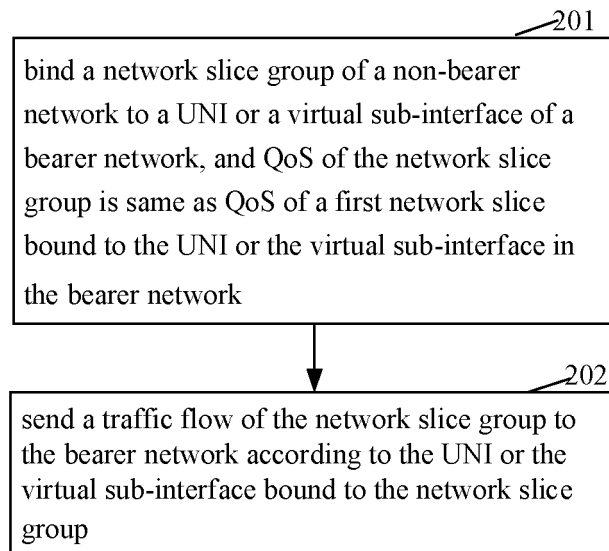 201
bind a network slice group of a non-bearer
network to a UNI or a virtual sub-interface of a
bearer network, and QoS of the network slice
group is same as QoS of a first network slice
bound to the UNI or the virtual sub-interface in
the bearer network
202
send a traffic flow of the network slice group to
the bearer network according to the UNI or the
virtual sub-interface bound to the network slice
group